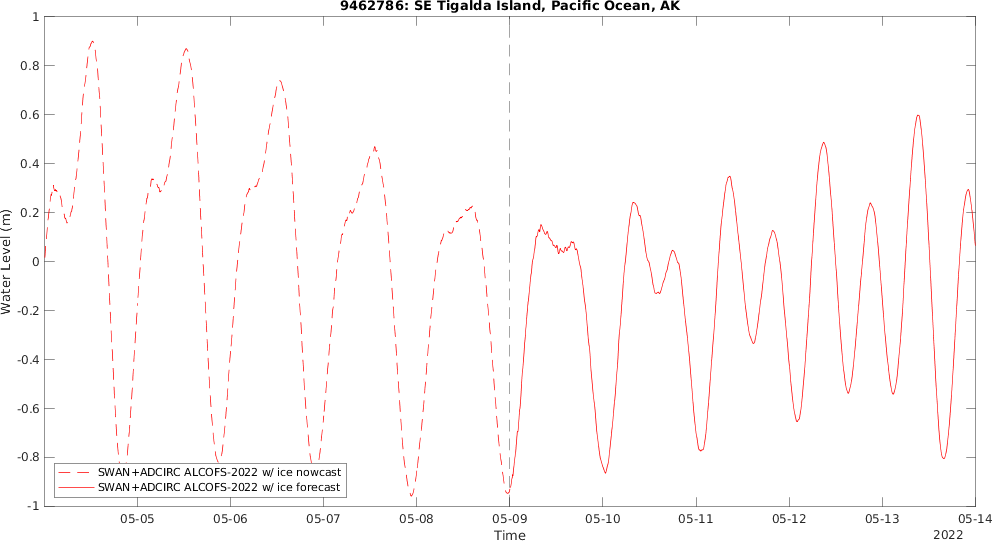 9462786: SE Tigalda Island, Pacific Ocean, AK
1
0.8
0.6
0.4
0.2
0
-0.2
-0.4
-0.6
-0.8
-1
Water Level (m)
SWAN+ADCIRC ALCOFS-2022 w/ ice nowcast
SWAN+ADCIRC ALCOFS-2022 w/ ice forecast
05-05 05-06 05-07 05-08 05-09 05-10 05-11 05-12 05-13 05-14
Time
2022